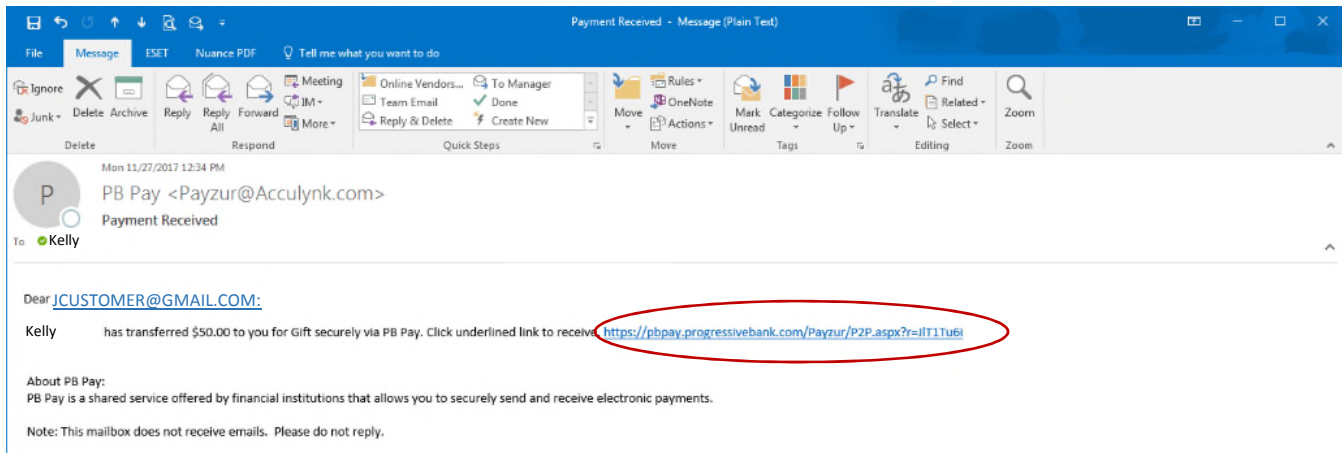 Payment Received - Message (Plain Text)
File Message ESET Nuance PDF Tell me what you want to do
Ignore
Junk
Delete Archive
Reply Reply All Forward
Meeting
IM
More
Online Vendors... To Manager
Team Email Done
Reply & Delete Create New
Move
Rules
OneNote
Actions
Mark Unread Categorize Follow Up
Translate
Find
Related
Select
Zoom
Delete Respond Quick Steps Move Tags Editing Zoom
Mon 11/27/2017 12:34 PM
P
PB Pay <Payzur@Acculynk.com>
Payment Received
To Kelly
Dear JCUSTOMER@GMAIL.COM:
Kelly has transferred $50.00 to you for Gift securely via PB Pay. Click underlined link to receive. https://pbpay.progressivebank.com/Payzur/P2P.aspx?r=JlT1Tu6i
About PB Pay:
PB Pay is a shared service offered by financial institutions that allows you to securely send and receive electronic payments.
Note: This mailbox does not receive emails. Please do not reply.